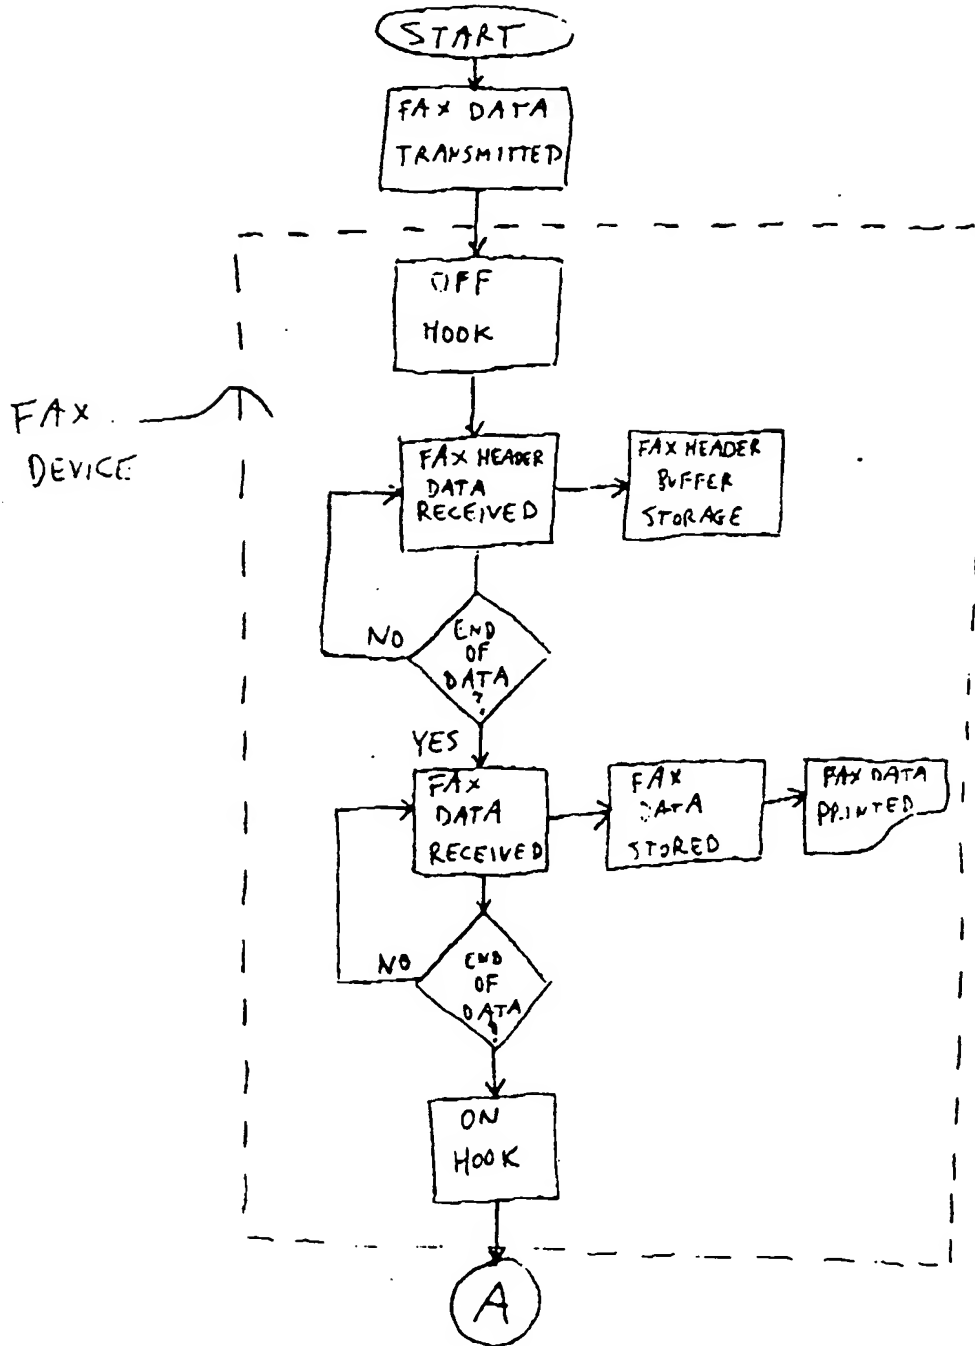 START
FAX DATA
TRANSMITTED
OFF
HOOK
FAX
DEVICE
FAX HEADER
DATA
RECEIVED
FAX HEADER
BUFFER
STORAGE
NO
END
OF
DATA
?
YES
FAX
DATA
RECEIVED
FAX
DATA
STORED
FAX DATA
PRINTED
NO
END
OF
DATA
?
ON
HOOK
A